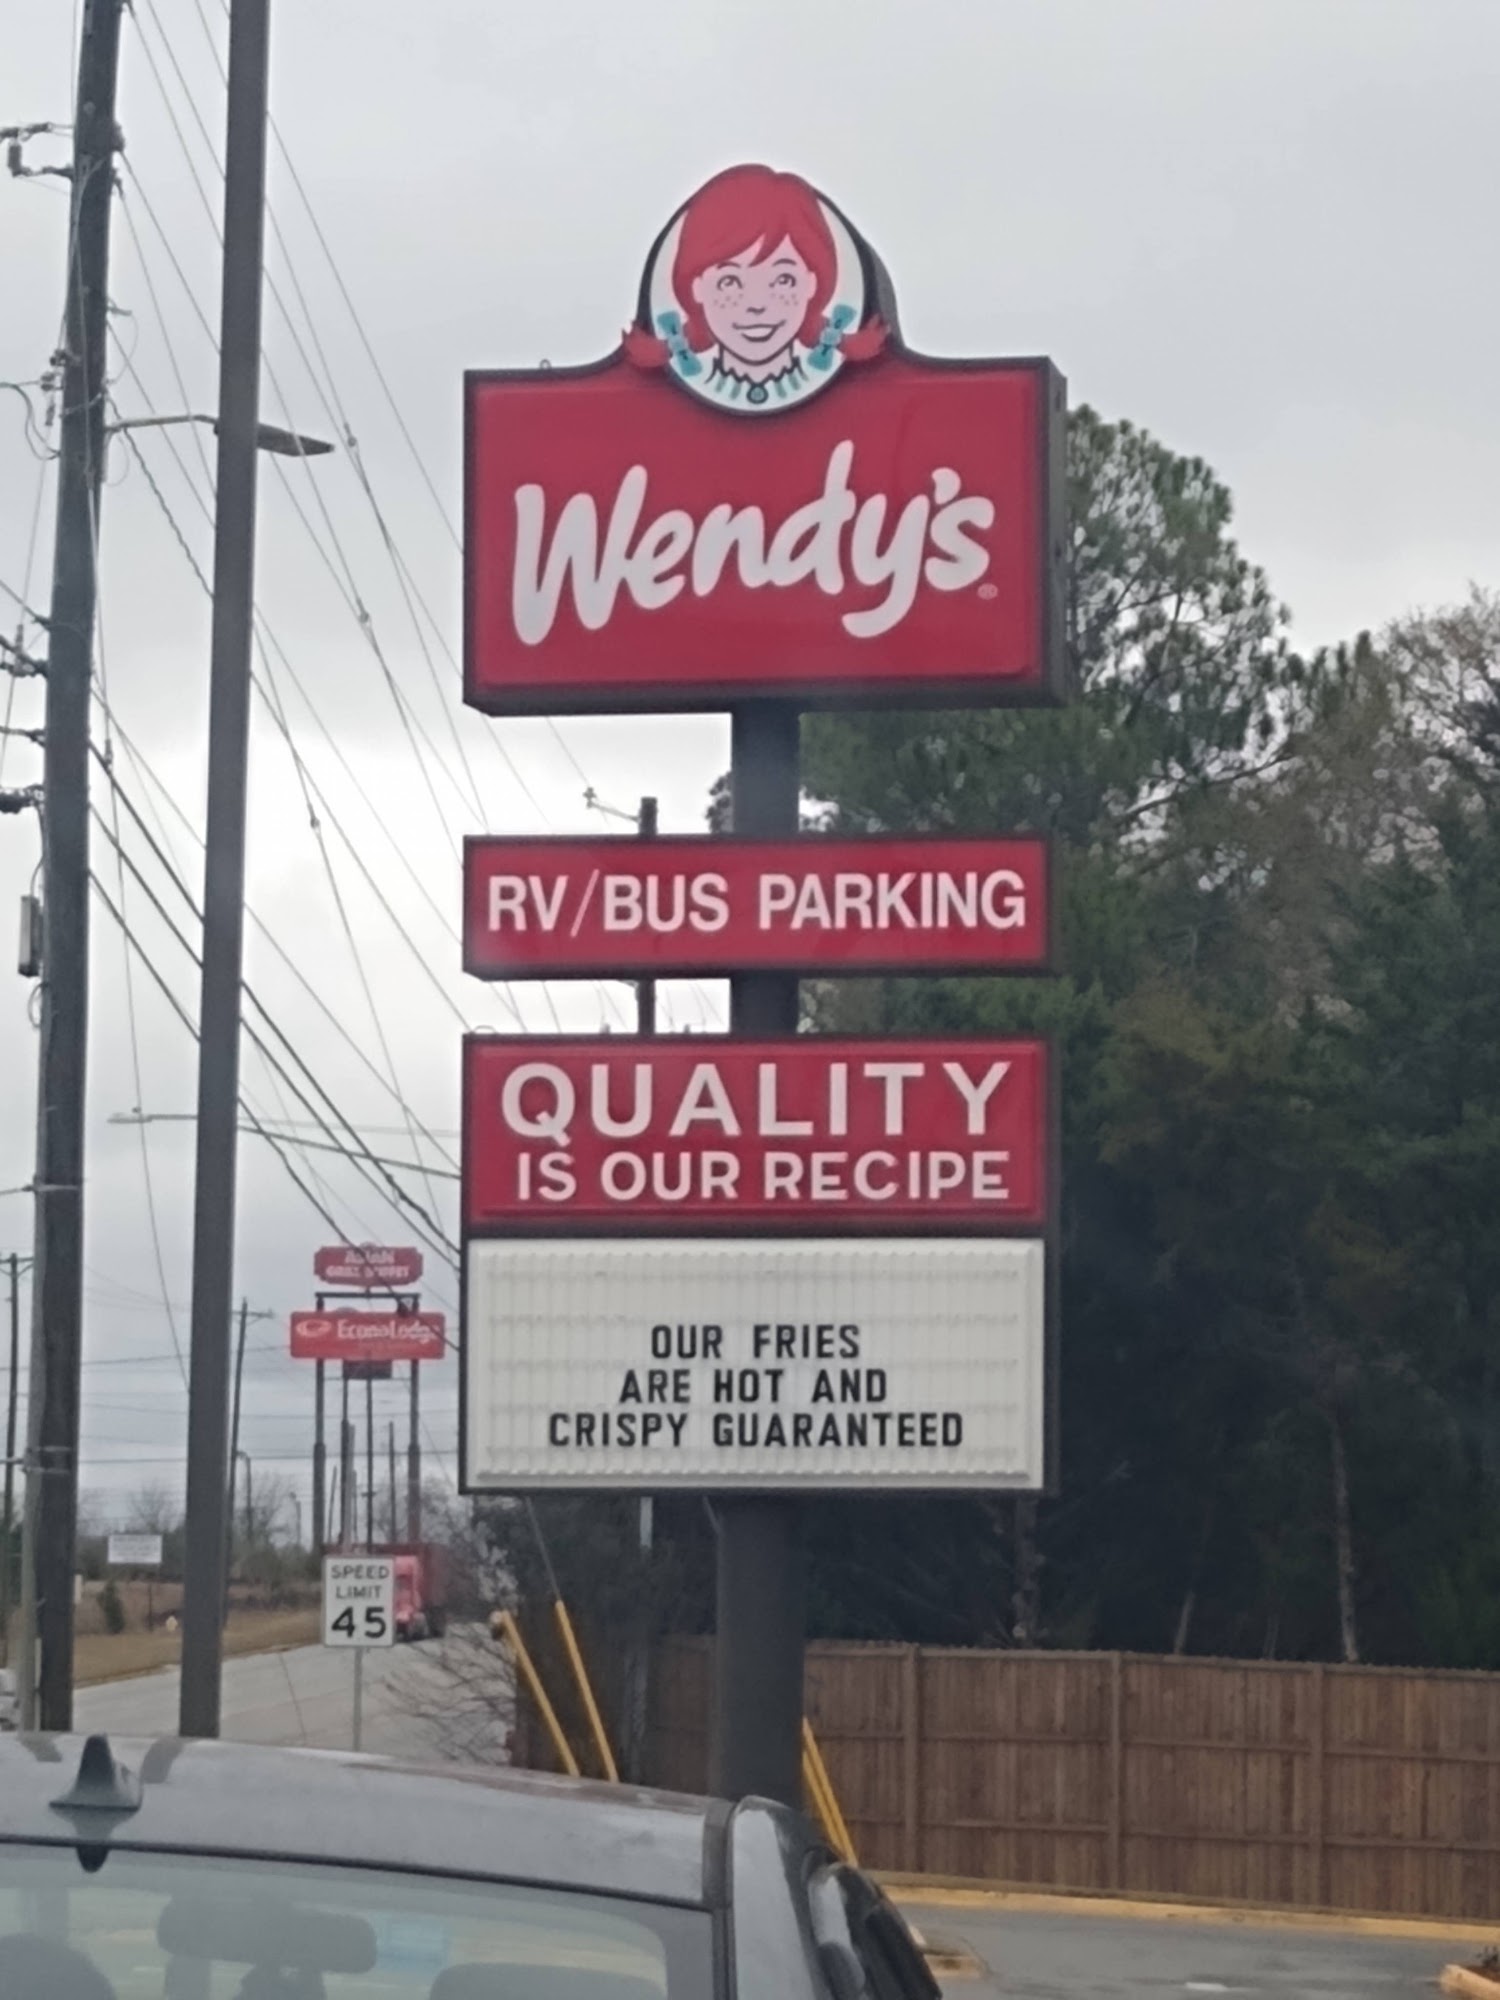 Wendy's
®
RV/BUS PARKING
QUALITY
IS OUR RECIPE
OUR FRIES
ARE HOT AND
CRISPY GUARANTEED
EconoLodge
SPEED
LIMIT
45